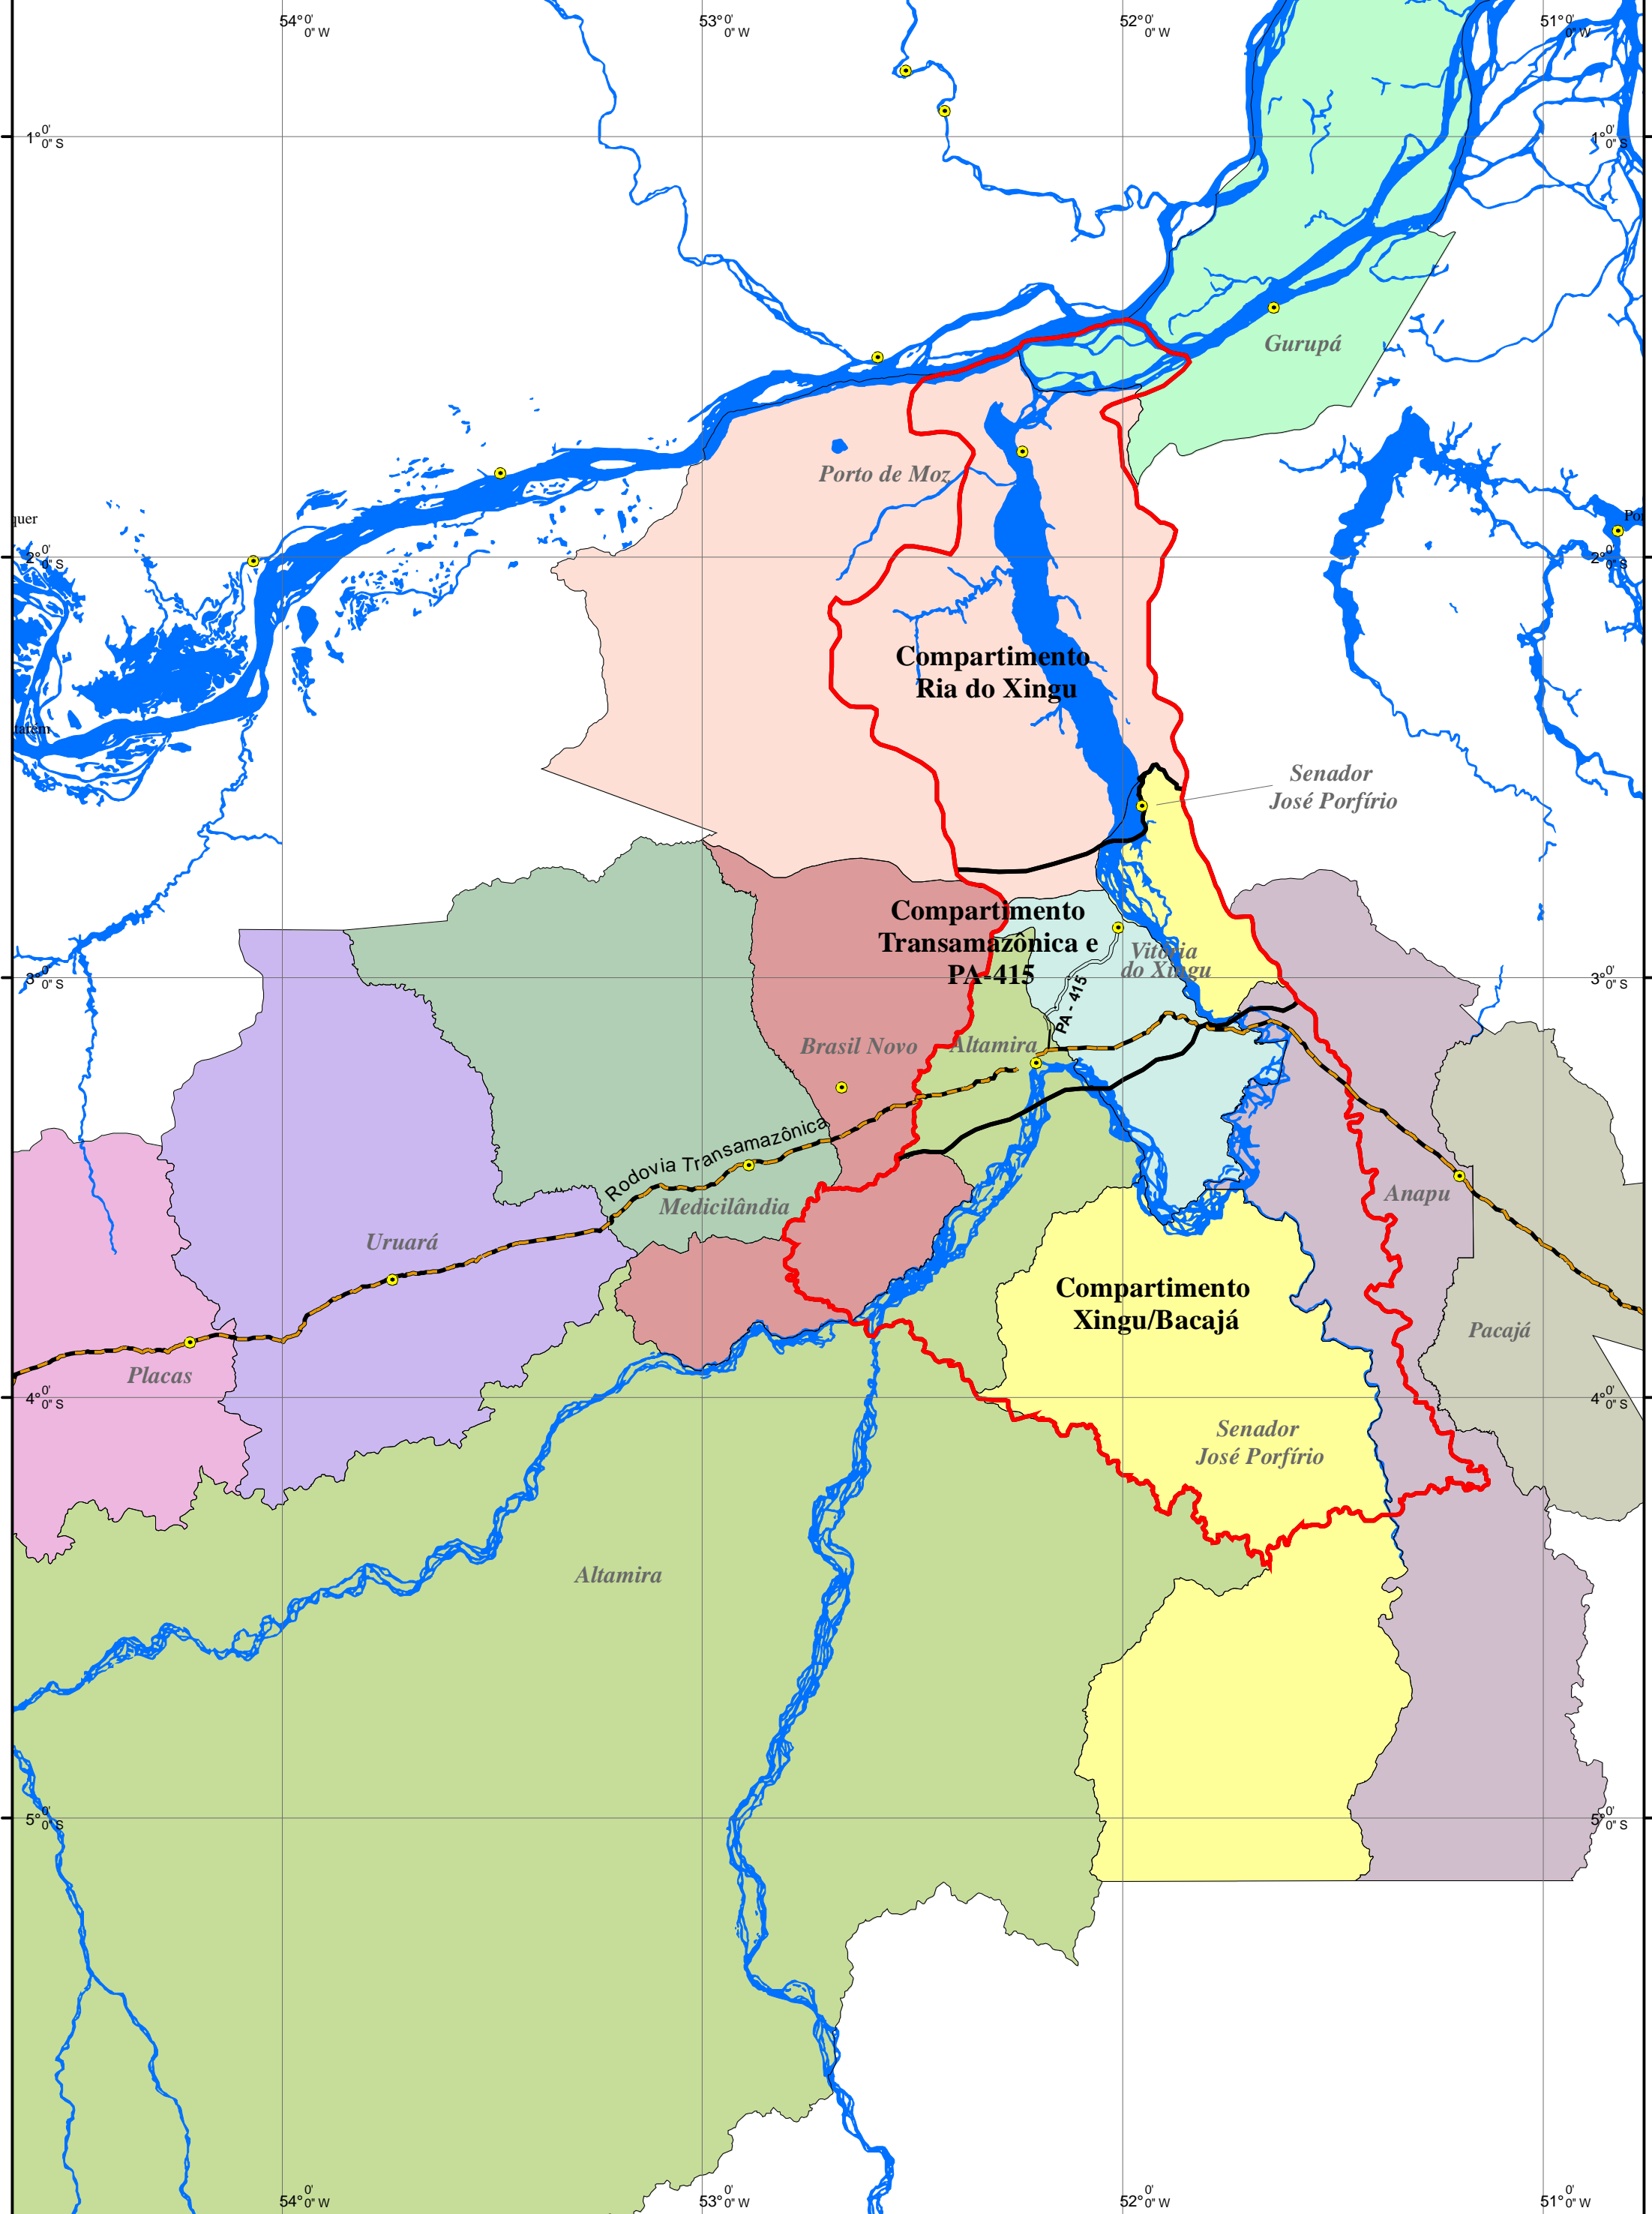 54°0'0"W
53°0'0"W
52°0'0"W
51°0'0"W
1°0'0"S
1°0'0"S
Gurupá
Porto de Moz
quer
2°0'0"S
2°0'0"S
Compartimento
Ria do Xingu
Senador
José Porfírio
Compartimento
Transamazônica e
PA-415
Vitória
do Xingu
3°0'0"S
3°0'0"S
PA - 415
Brasil Novo
Altamira
Rodovia Transamazônica
Medicilândia
Anapu
Uruará
Compartimento
Xingu/Bacajá
Pacajá
Placas
4°0'0"S
4°0'0"S
Senador
José Porfírio
Altamira
5°0'0"S
5°0'0"S
54°0'0"W
53°0'0"W
52°0'0"W
51°0'0"W